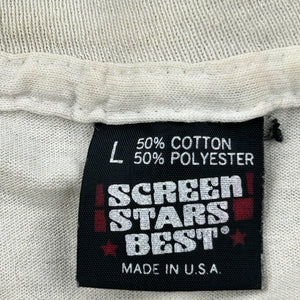 L 50% COTTON
50% POLYESTER
SCREEN
STARS
BEST®
MADE IN U.S.A.